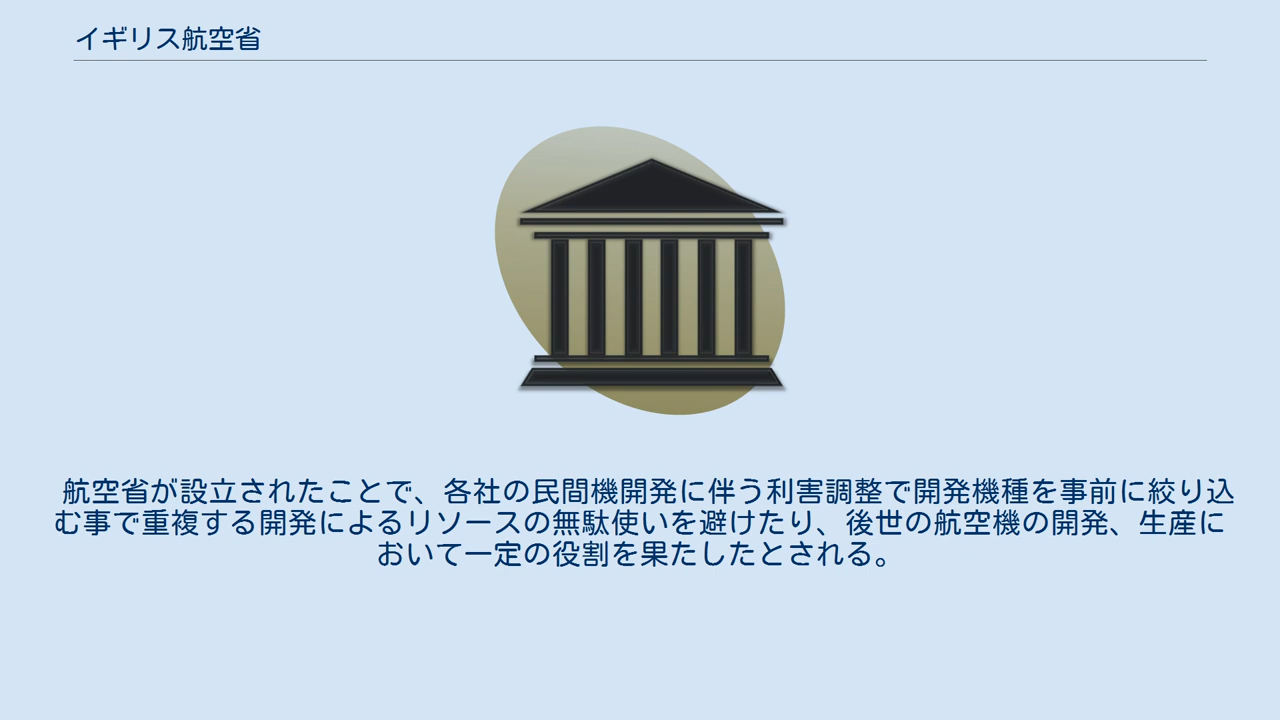 イギリス航空省
航空省が設立されたことで、各社の民間機開発に伴う利害調整で開発機種を事前に絞り込
む事で重複する開発によるリソースの無駄使いを避けたり、後世の航空機の開発、生産に
おいて一定の役割を果たしたとされる。